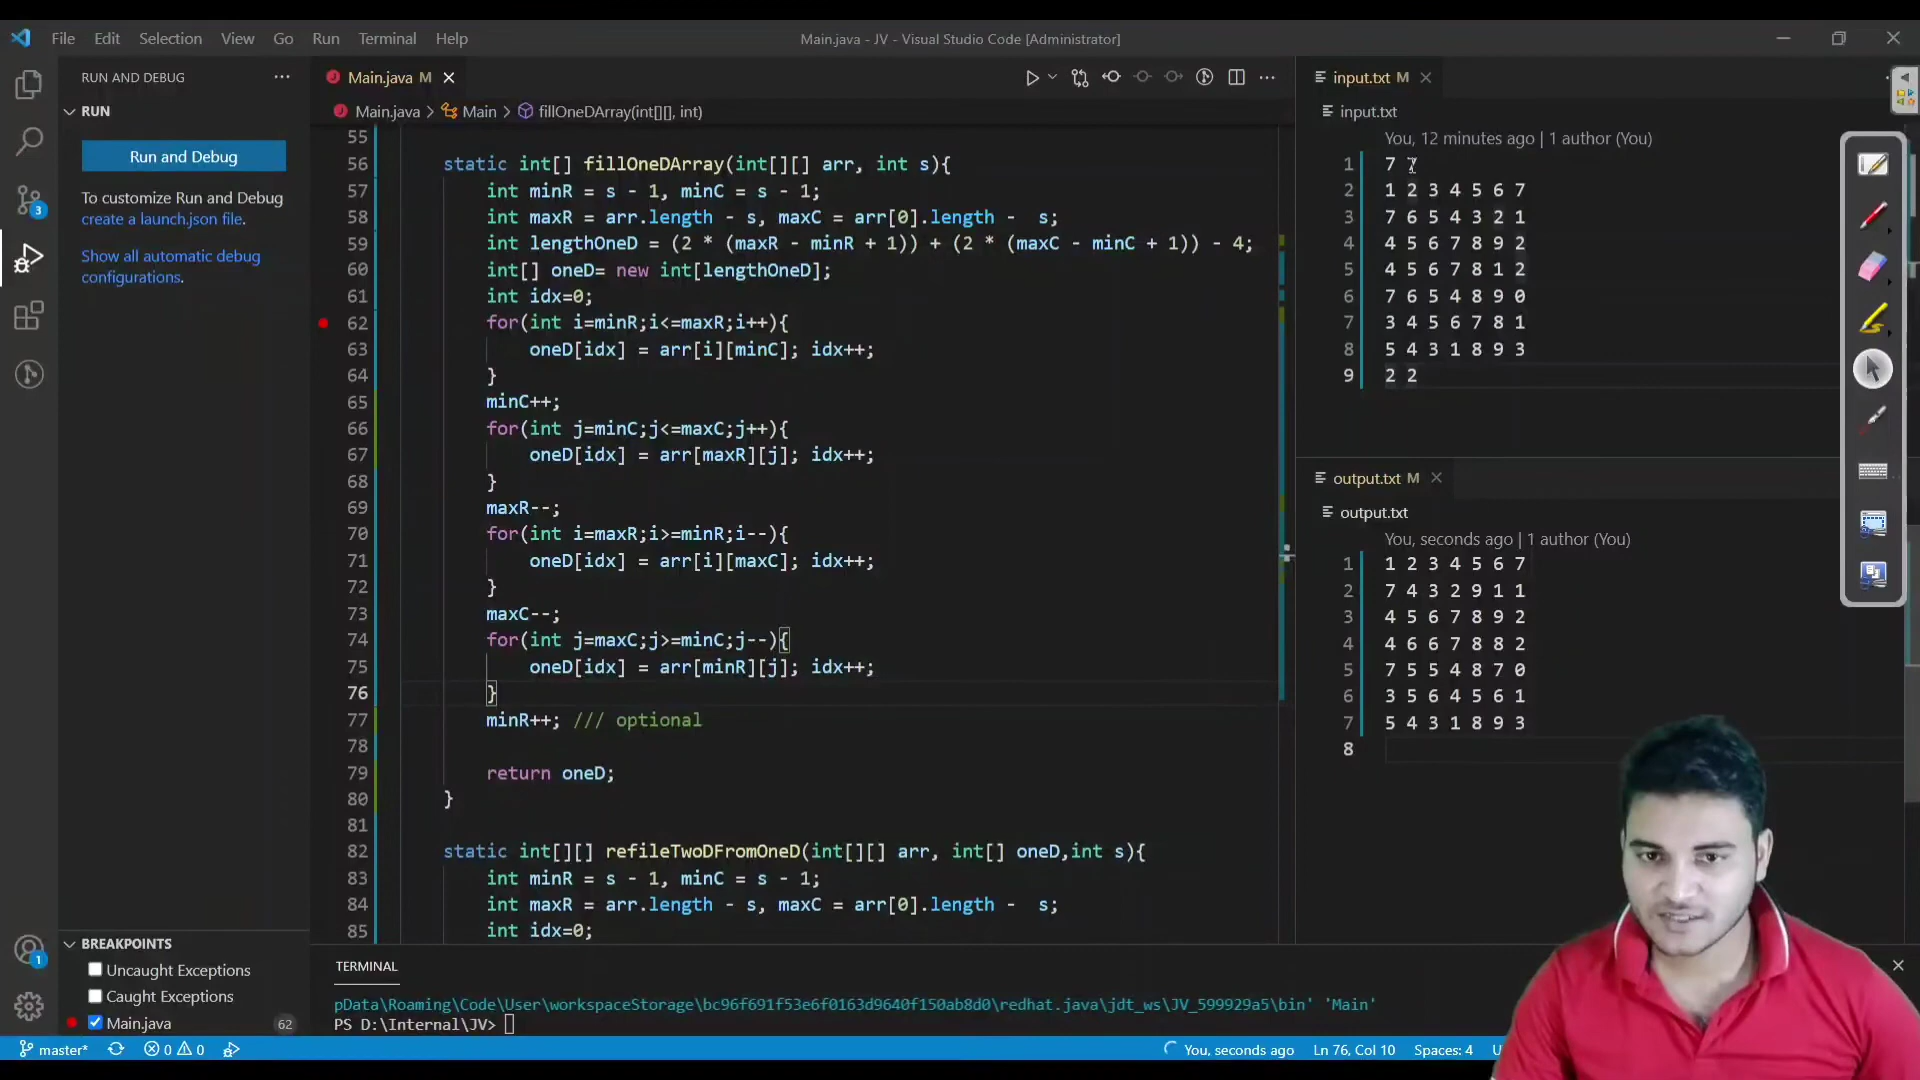 File Edit Selection View Go Run Terminal Help
Main.java - JV - Visual Studio Code [Administrator]
RUN AND DEBUG ...
RUN
Run and Debug
To customize Run and Debug
create a launch.json file.
Show all automatic debug
configurations.
3
Main.java M
Main.java > Main > fillOneDArray(int[][], int)
55
56 static int[] fillOneDArray(int[][] arr, int s){
57 int minR = s - 1, minC = s - 1;
58 int maxR = arr.length - s, maxC = arr[0].length - s;
59 int lengthOneD = (2 * (maxR - minR + 1)) + (2 * (maxC - minC + 1)) - 4;
60 int[] oneD= new int[lengthOneD];
61 int idx=0;
62 for(int i=minR;i<=maxR;i++){
63 oneD[idx] = arr[i][minC]; idx++;
64 }
65 minC++;
66 for(int j=minC;j<=maxC;j++){
67 oneD[idx] = arr[maxR][j]; idx++;
68 }
69 maxR--;
70 for(int i=maxR;i>=minR;i--){
71 oneD[idx] = arr[i][maxC]; idx++;
72 }
73 maxC--;
74 for(int j=maxC;j>=minC;j--){
75 oneD[idx] = arr[minR][j]; idx++;
76 }
77 minR++; /// optional
78
79 return oneD;
80 }
81
82 static int[][] refileTwoDFromOneD(int[][] arr, int[] oneD,int s){
83 int minR = s - 1, minC = s - 1;
84 int maxR = arr.length - s, maxC = arr[0].length - s;
85 int idx=0;
input.txt M
input.txt
You, 12 minutes ago | 1 author (You)
1 7 7
2 1 2 3 4 5 6 7
3 7 6 5 4 3 2 1
4 4 5 6 7 8 9 2
5 4 5 6 7 8 1 2
6 7 6 5 4 8 9 0
7 3 4 5 6 7 8 1
8 5 4 3 1 8 9 3
9 2 2
output.txt M
output.txt
You, seconds ago | 1 author (You)
1 1 2 3 4 5 6 7
2 7 4 3 2 9 1 1
3 4 5 6 7 8 9 2
4 4 6 6 7 8 8 2
5 7 5 5 4 8 7 0
6 3 5 6 4 5 6 1
7 5 4 3 1 8 9 3
8
BREAKPOINTS
Uncaught Exceptions
Caught Exceptions
Main.java 62
1
TERMINAL
pData\Roaming\Code\User\workspaceStorage\bc96f691f53e6f0163d9640f150ab8d0\redhat.java\jdt_ws\JV_599929a5\bin' 'Main'
PS D:\Internal\JV>
master* 0 0 You, seconds ago Ln 76, Col 10 Spaces: 4